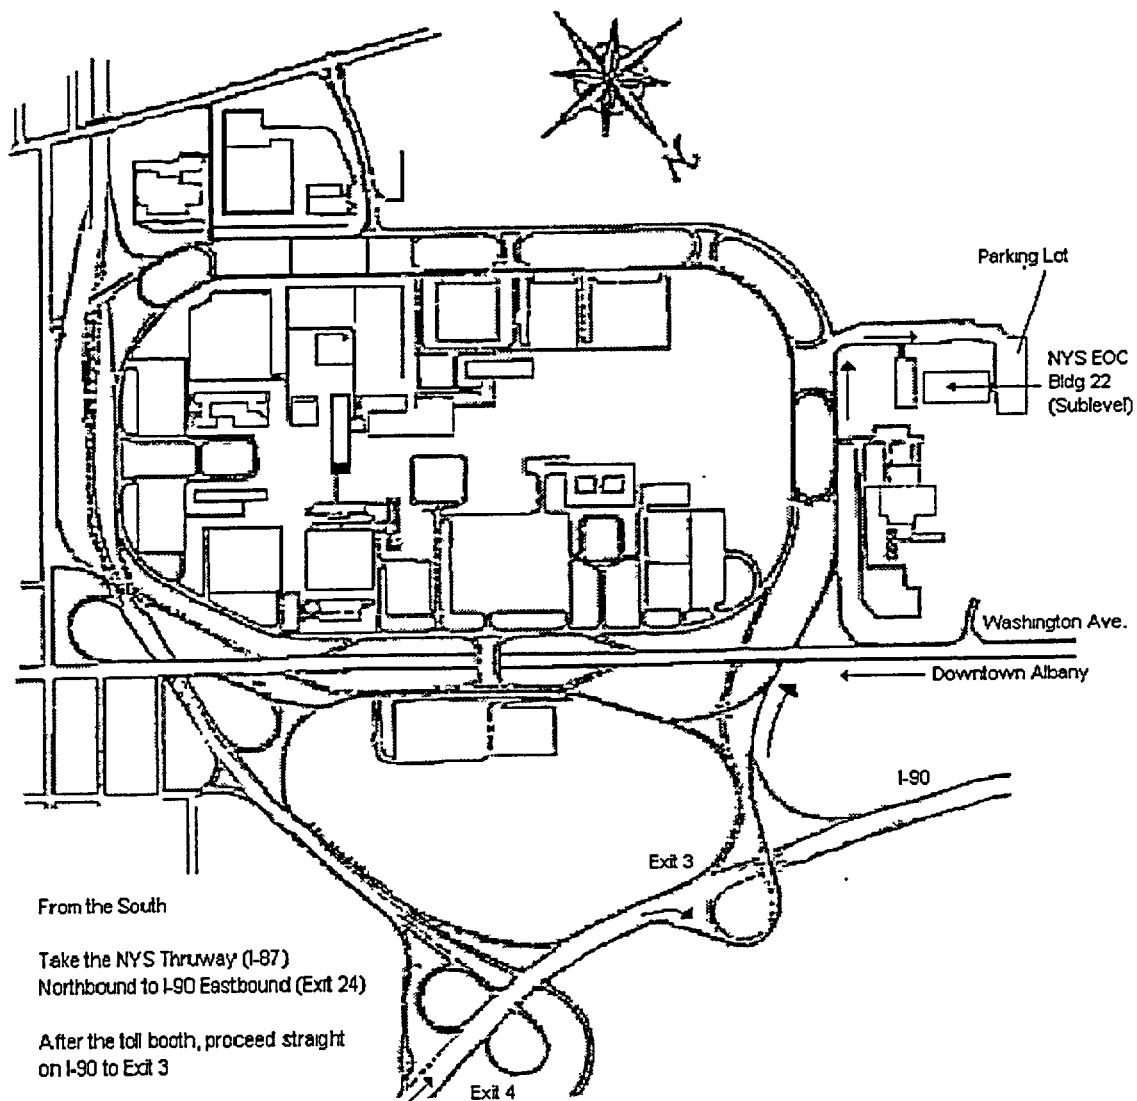 N
Parking Lot
NYS EOC
Bldg 22
(Sublevel)
Washington Ave.
Downtown Albany
I-90
Exit 3
From the South
Take the NYS Thruway (I-87)
Northbound to I-90 Eastbound (Exit 24)
After the toll booth, proceed straight
on I-90 to Exit 3
Exit 4